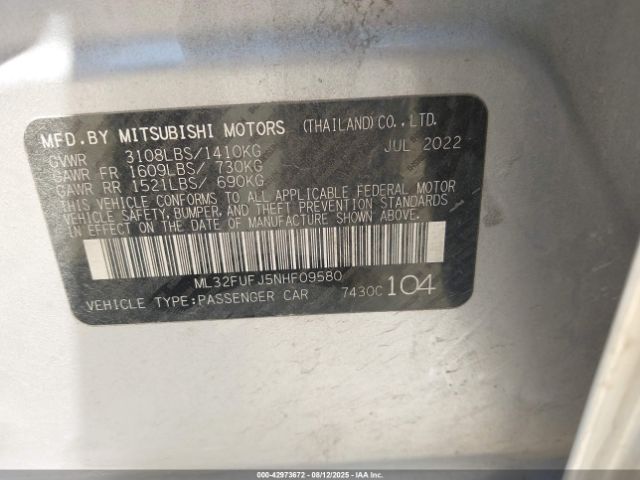 MFD.BY MITSUBISHI MOTORS (THAILAND)CO.,LTD.
GVWR 3108LBS/1410KG JUL 2022
GAWR FR 1609LBS/ 730KG
GAWR RR 1521LBS/ 690KG
THIS VEHICLE CONFORMS TO ALL APPLICABLE FEDERAL MOTOR
VEHICLE SAFETY, BUMPER, AND THEFT PREVENTION STANDARDS
IN EFFECT ON THE DATE OF MANUFACTURE SHOWN ABOVE.
ML32FUFJ5NHF09580
VEHICLE TYPE:PASSENGER CAR 7430C 104
000-42973672 - 08/12/2025 - IAA Inc.